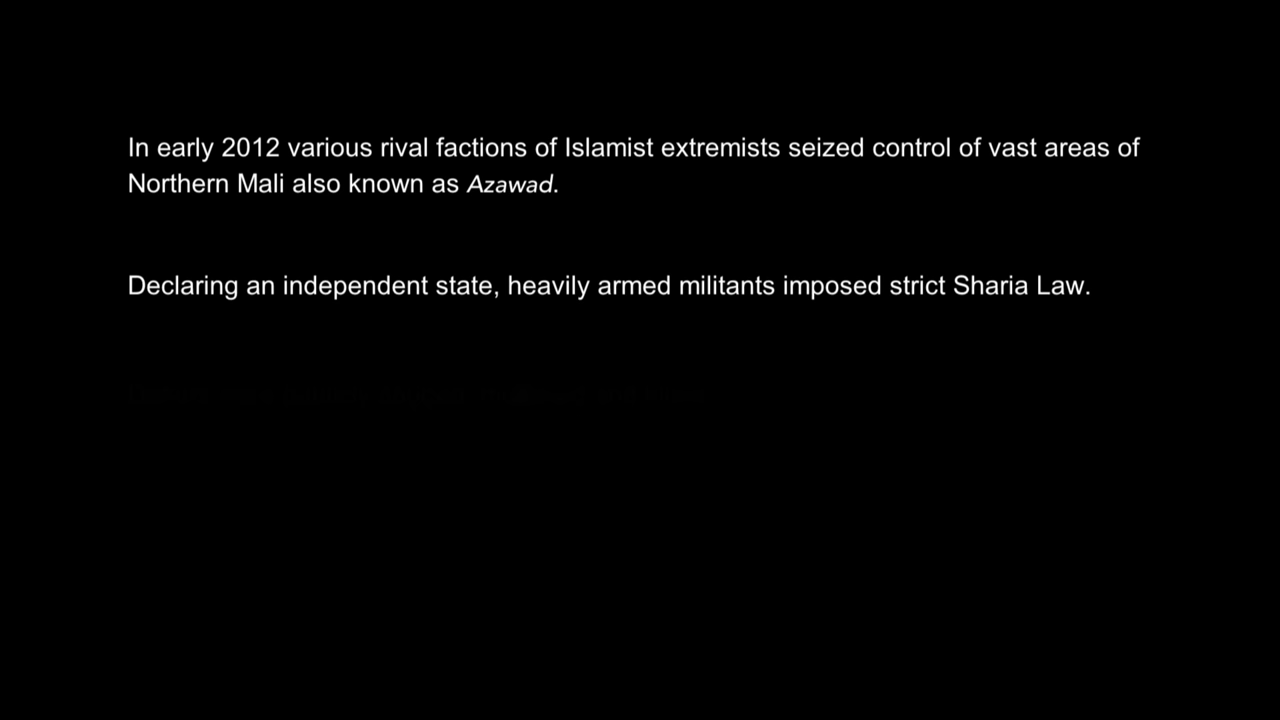 In early 2012 various rival factions of Islamist extremists seized control of vast areas of
Northern Mali also known as Azawad.
Declaring an independent state, heavily armed militants imposed strict Sharia Law.